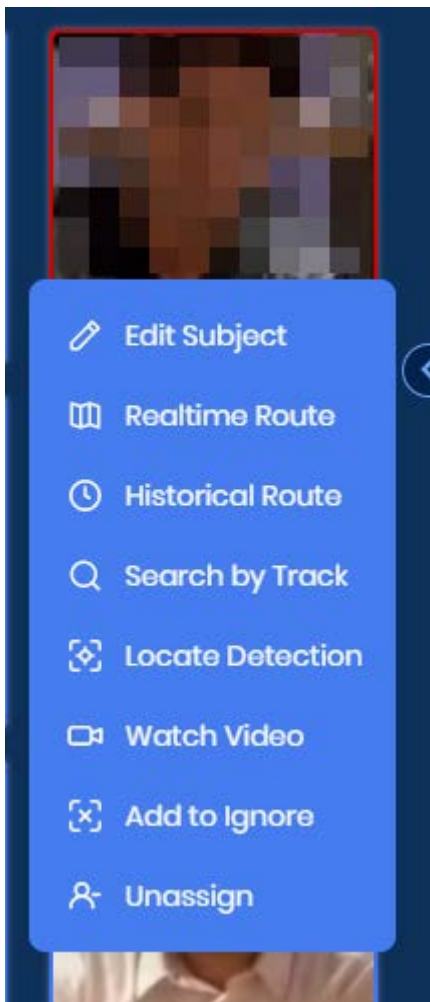 Edit Subject
Realtime Route
Historical Route
Search by Track
Locate Detection
Watch Video
Add to Ignore
Unassign